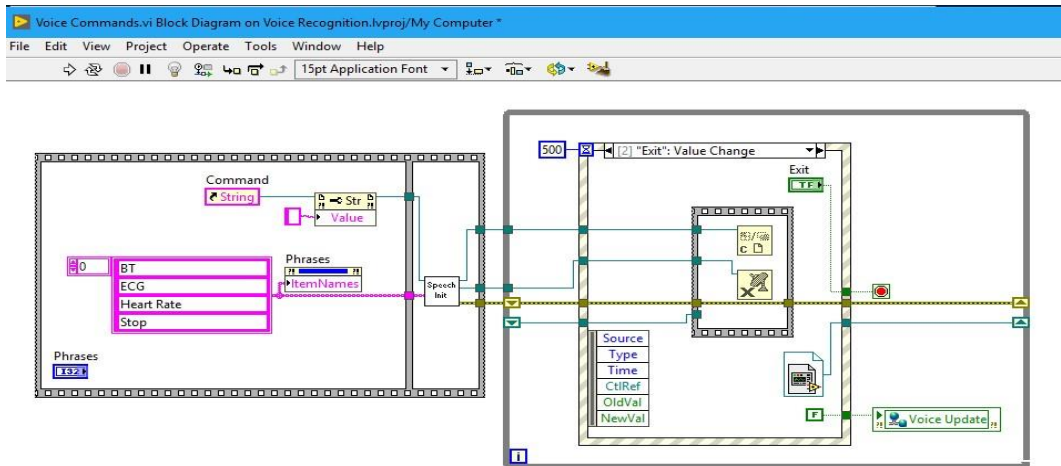 Voice Commands.vi Block Diagram on Voice Recognition.lvproj/My Computer *
File Edit View Project Operate Tools Window Help
15pt Application Font
500
[2] "Exit": Value Change
Exit
TF
Command
String
Str
Value
Phrases
ItemNames
0
BT
ECG
Heart Rate
Stop
Speech
Init
C
X
Phrases
I32
Source
Type
Time
CtlRef
OldVal
NewVal
F
Voice Update
i